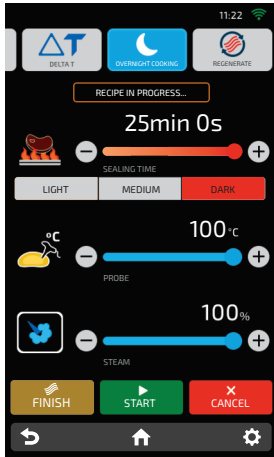 11:22
ΔT
DELTA T
OVERNIGHT COOKING
REGENERATE
RECIPE IN PROGRESS...
25min 0s
SEALING TIME
LIGHT MEDIUM DARK
°C
100°C
PROBE
100%
STEAM
FINISH START CANCEL